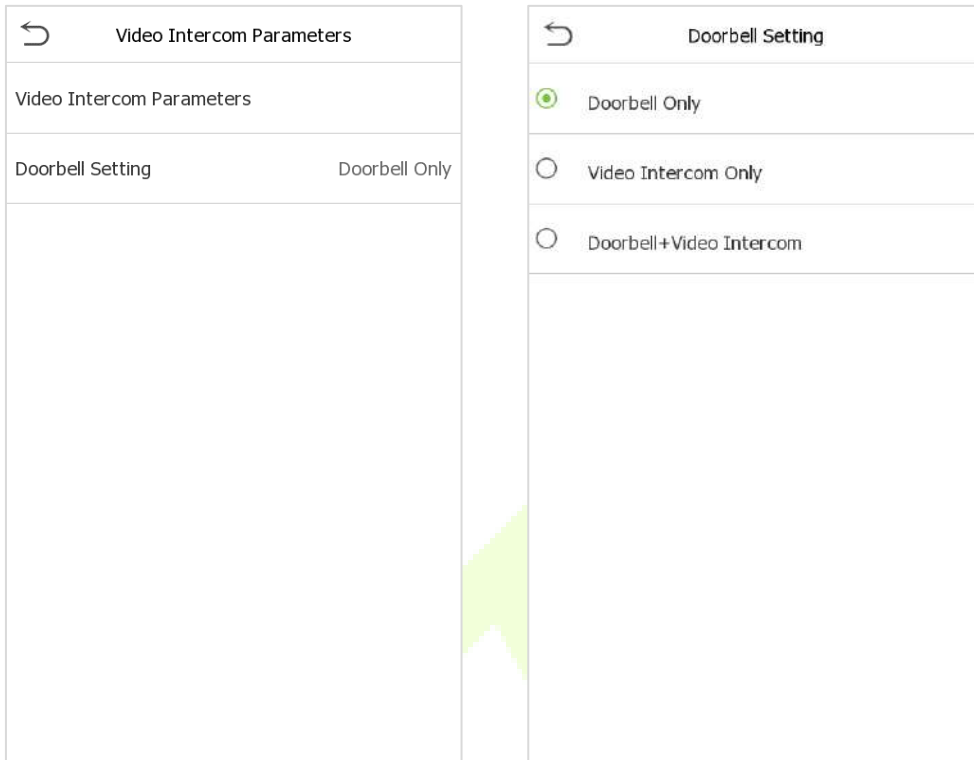 Video Intercom Parameters
Video Intercom Parameters
Doorbell Setting Doorbell Only
Doorbell Setting
Doorbell Only
Video Intercom Only
Doorbell+Video Intercom